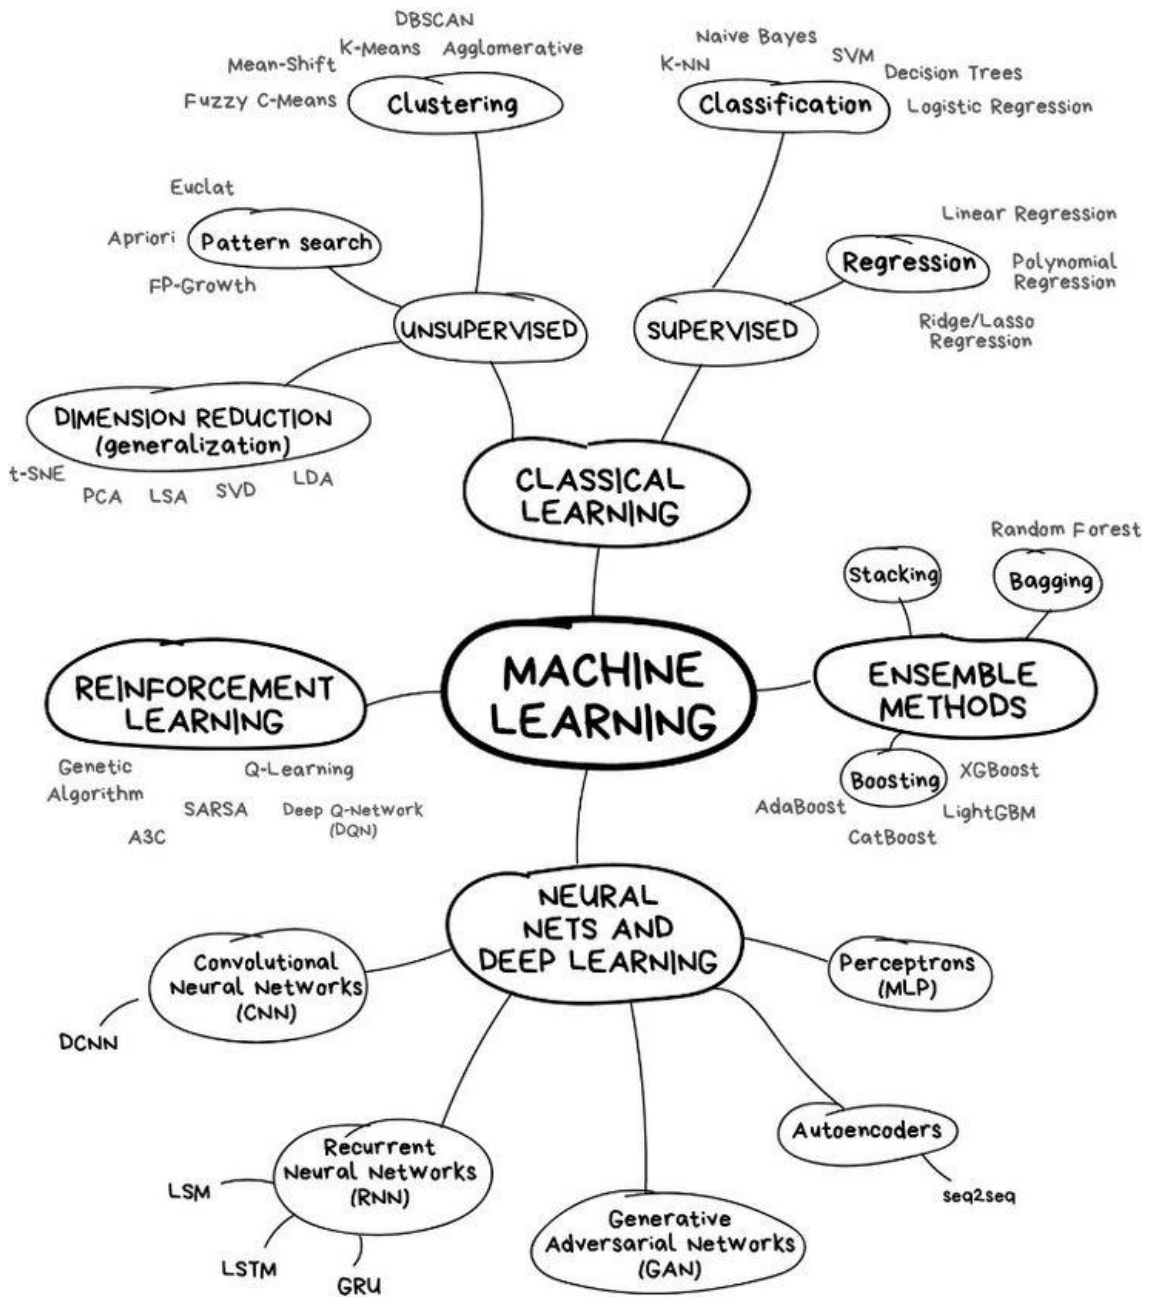 DBSCAN
K-Means
Agglomerative
Mean-Shift
Fuzzy C-Means
Clustering
Naive Bayes
K-NN
SVM
Decision Trees
Classification
Logistic Regression
Euclat
Apriori
Pattern search
FP-Growth
Linear Regression
Regression
Polynomial
Regression
Ridge/Lasso
Regression
UNSUPERVISED
SUPERVISED
DIMENSION REDUCTION
(generalization)
t-SNE
PCA
LSA
SVD
LDA
CLASSICAL
LEARNING
Random Forest
Stacking
Bagging
MACHINE
LEARNING
REINFORCEMENT
LEARNING
ENSEMBLE
METHODS
Genetic
Algorithm
Q-Learning
SARSA
Deep Q-Network
(DQN)
A3C
Boosting
XGBoost
AdaBoost
LightGBM
CatBoost
NEURAL
NETS AND
DEEP LEARNING
Convolutional
Neural Networks
(CNN)
DCNN
Perceptrons
(MLP)
Autoencoders
seq2seq
Recurrent
Neural Networks
(RNN)
LSM
LSTM
GRU
Generative
Adversarial Networks
(GAN)